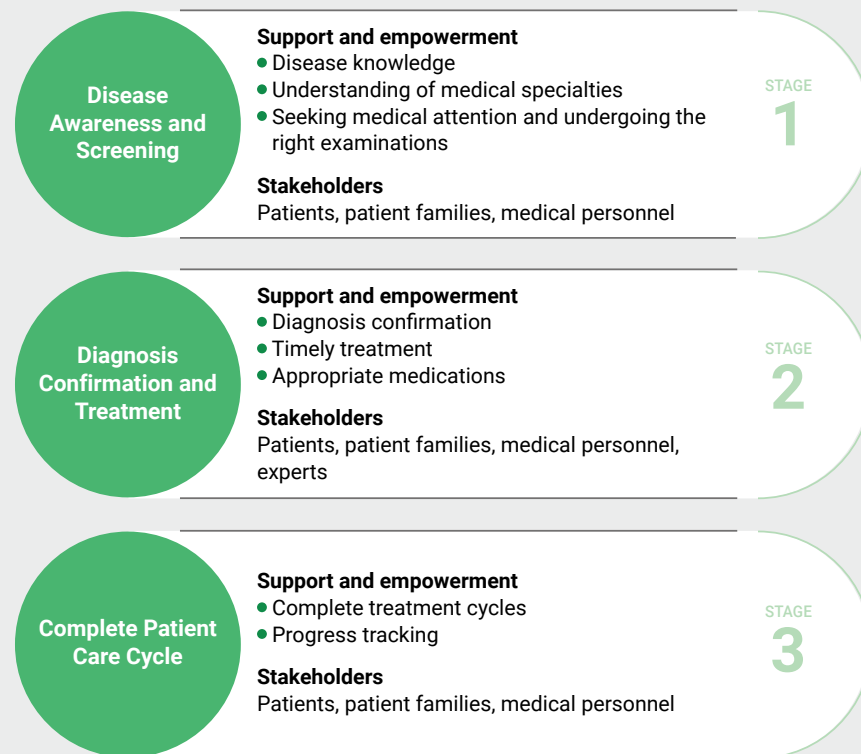 Disease
Awareness and
Screening
Support and empowerment
• Disease knowledge
• Understanding of medical specialties
• Seeking medical attention and undergoing the
right examinations
Stakeholders
Patients, patient families, medical personnel
STAGE
1
Diagnosis
Confirmation and
Treatment
Support and empowerment
• Diagnosis confirmation
• Timely treatment
• Appropriate medications
Stakeholders
Patients, patient families, medical personnel,
experts
STAGE
2
Complete Patient
Care Cycle
Support and empowerment
• Complete treatment cycles
• Progress tracking
Stakeholders
Patients, patient families, medical personnel
STAGE
3